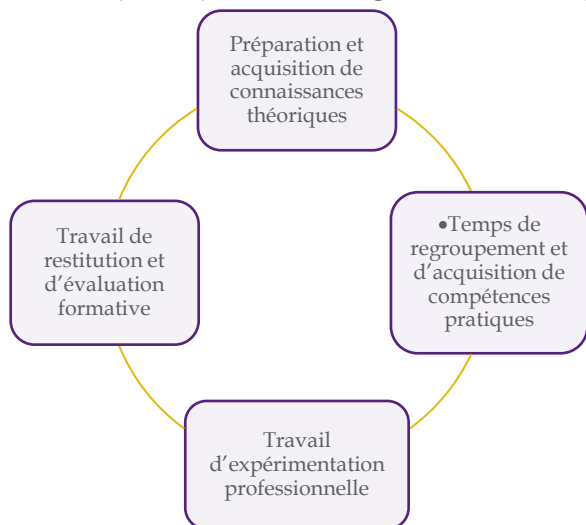 Préparation et
acquisition de
connaissances
théoriques
•Temps de
regroupement et
d'acquisition de
compétences
pratiques
Travail
d'expérimentation
professionnelle
Travail de
restitution et
d'évaluation
formative